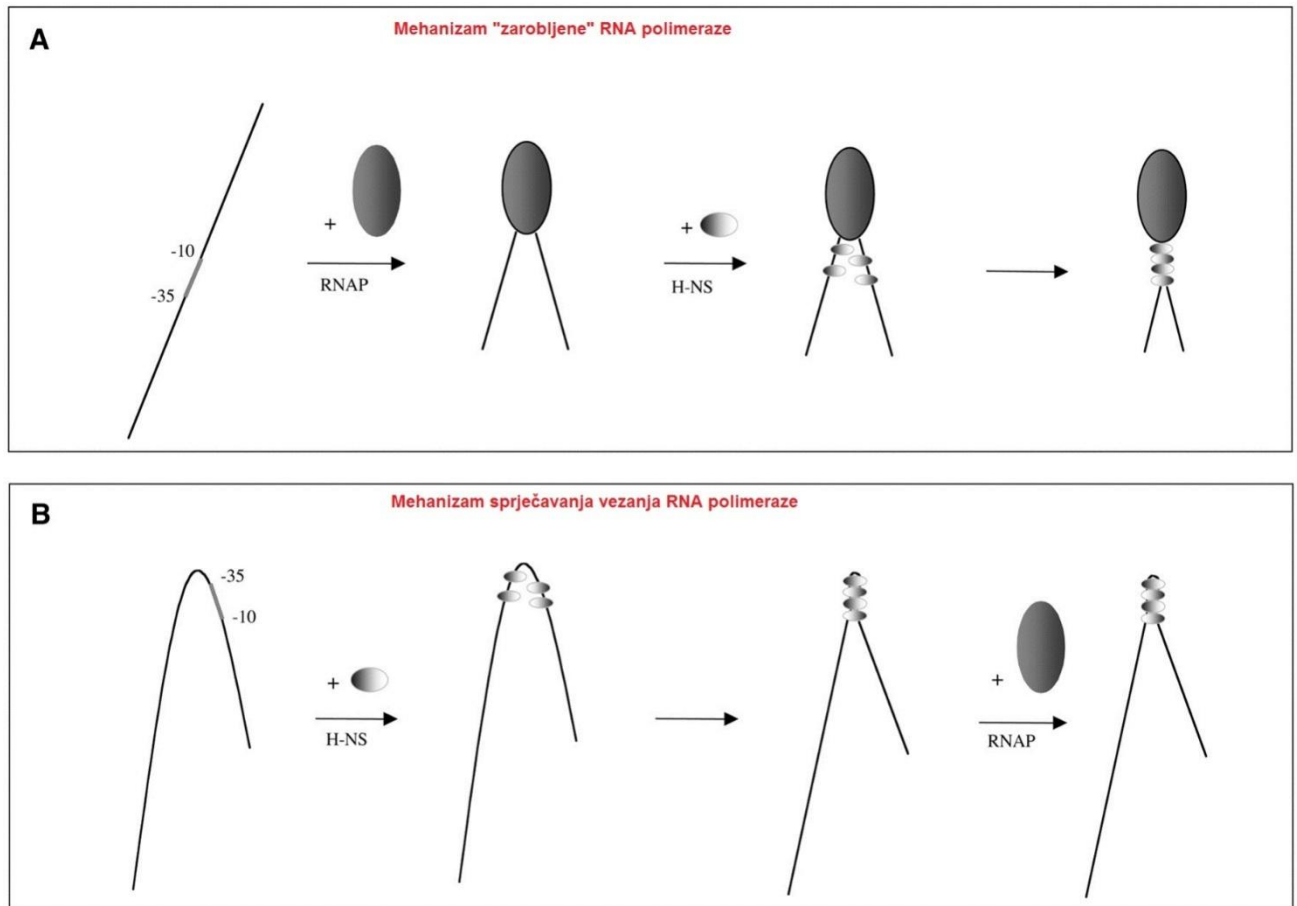 A
Mehanizam "zarobljene" RNA polimeraze
-10
-35
+
RNAP
+
H-NS
B
Mehanizam sprječavanja vezanja RNA polimeraze
-35
-10
+
H-NS
+
RNAP